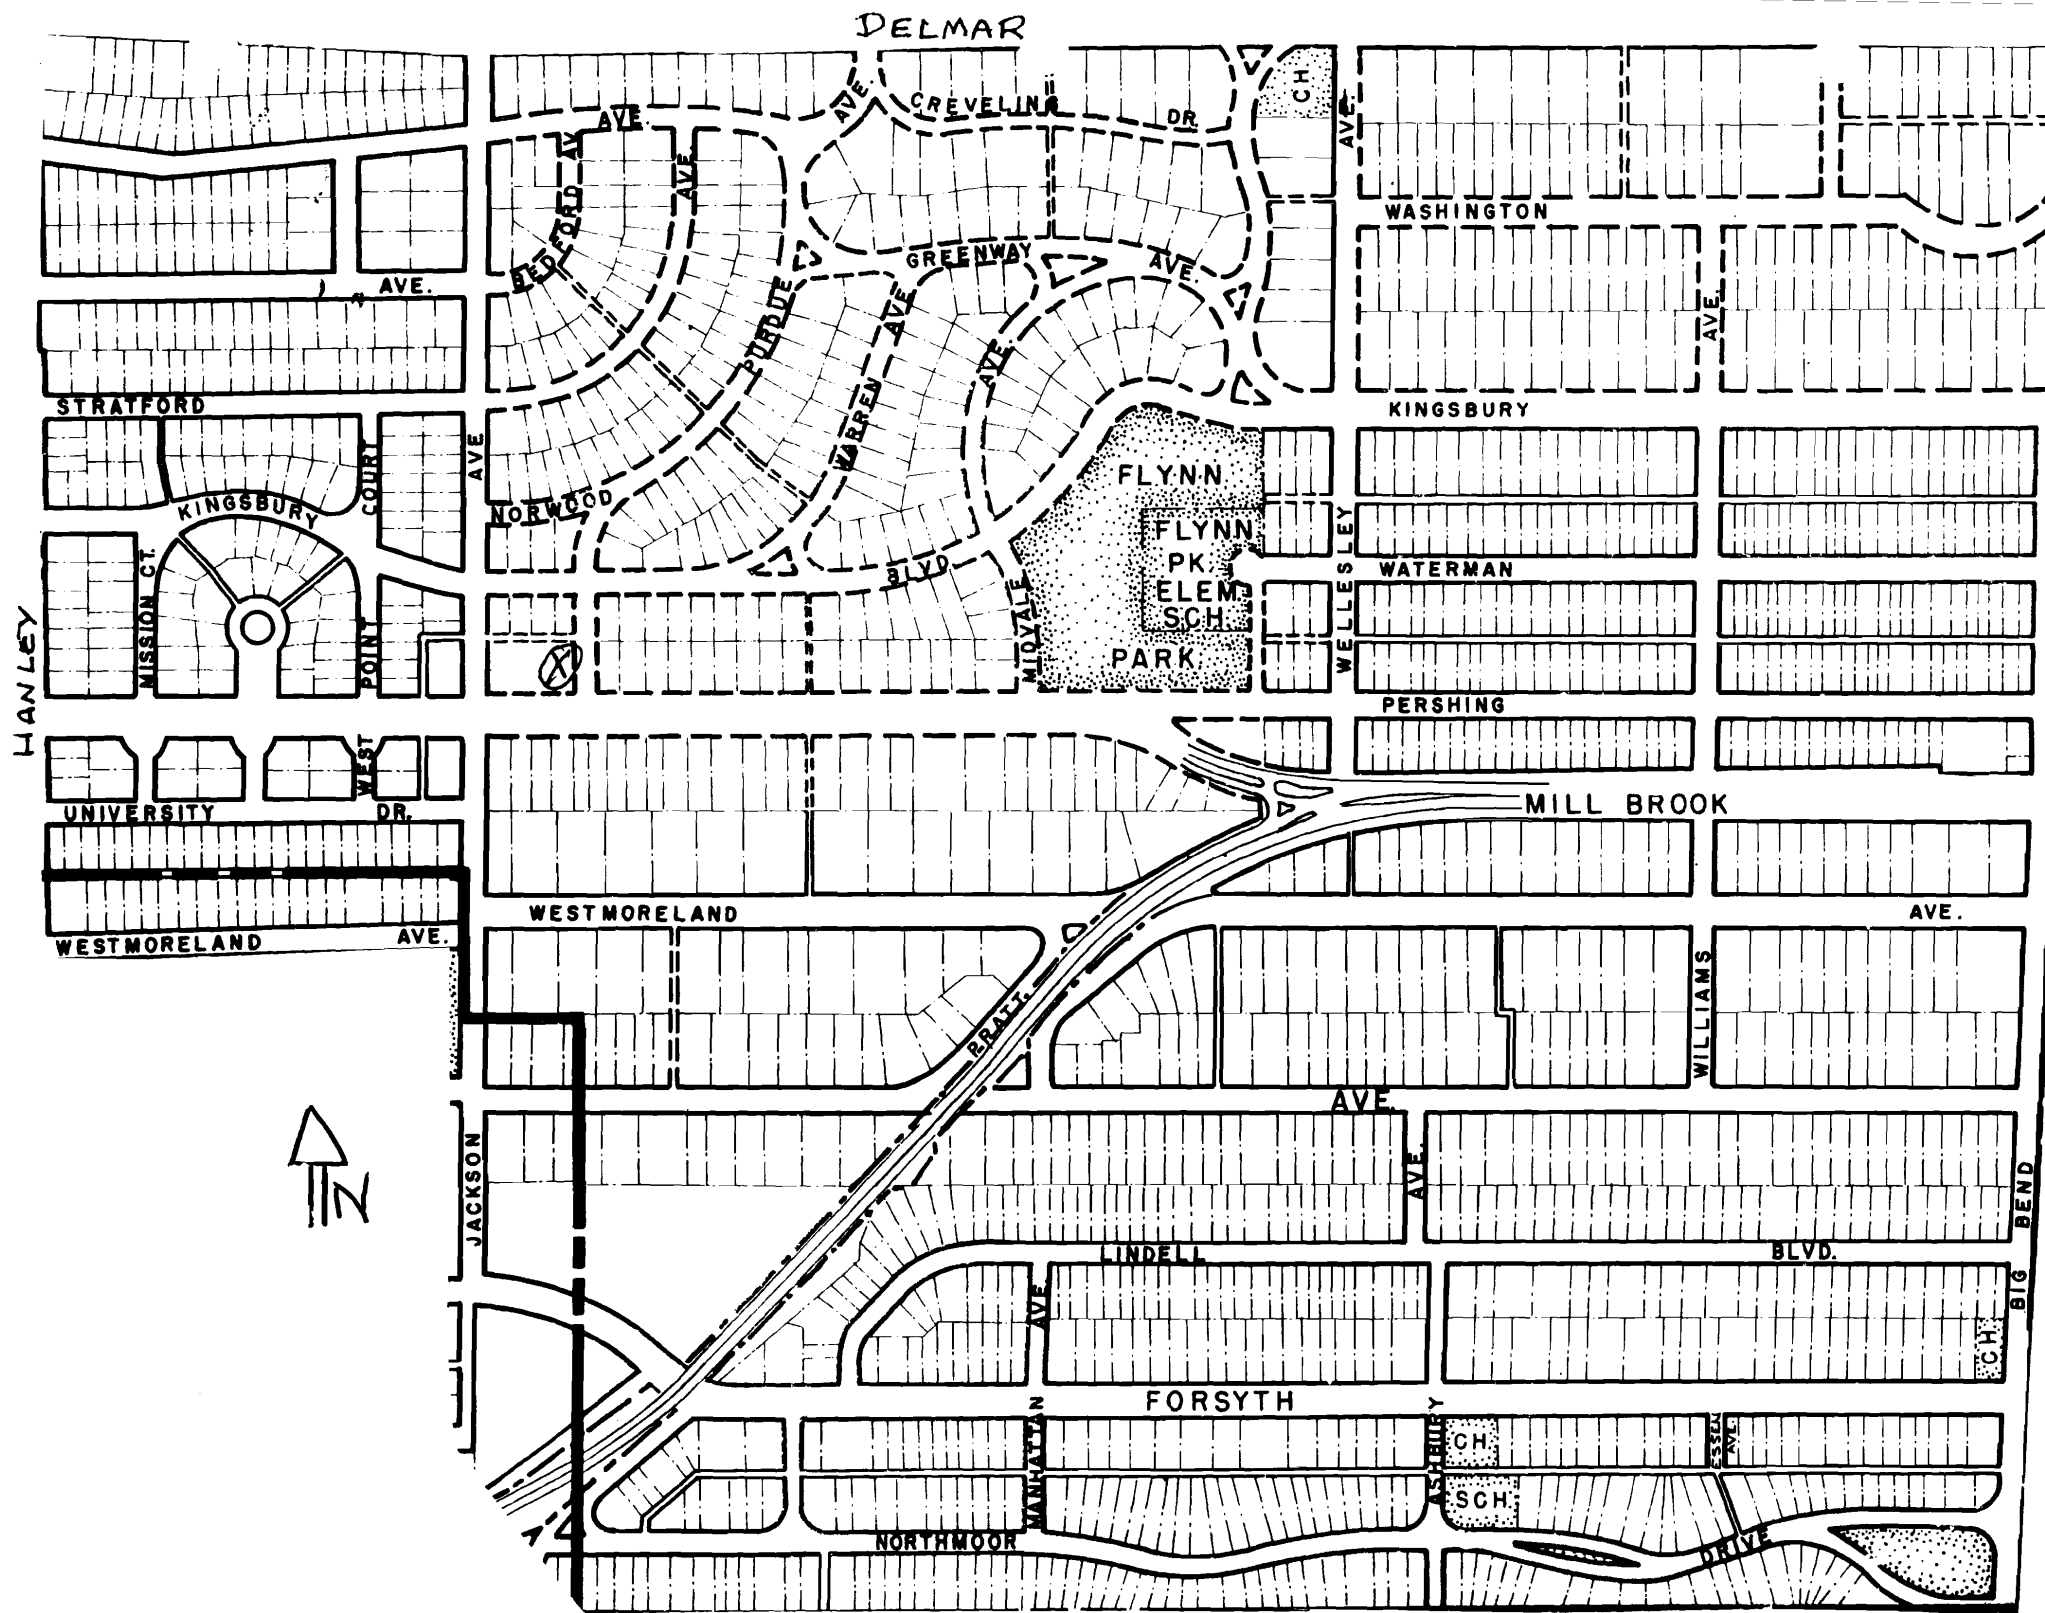 DELMAR
CREVELING
DR.
AVE.
AVE.
CH
AVE.
BEDFORD AV
AVE.
WASHINGTON
GREENWAY
AVE.
AVE.
PURDUE
AVE
AVE.
AVE.
STRATFORD
KINGSBURY
WARREN
AVE
COURT
KINGSBURY
NORWOOD
FLYNN
FLYNN
PK.
ELEM.
SCH.
PARK
WATERMAN
WELLESLEY
BLVD.
MIDVALE
MISSION CT.
WEST POINT
HANLEY
X
PERSHING
UNIVERSITY
DR.
MILL BROOK
WESTMORELAND
AVE.
WESTMORELAND
AVE.
WILLIAMS
PRATT.
AVE.
N
JACKSON
AVE.
BIG BEND
LINDELL
BLVD.
AVE.
CH.
FORSYTH
MANHATTAN
ASHBURY
CH.
AVE.
SCH.
NORTHMOOR
DRIVE